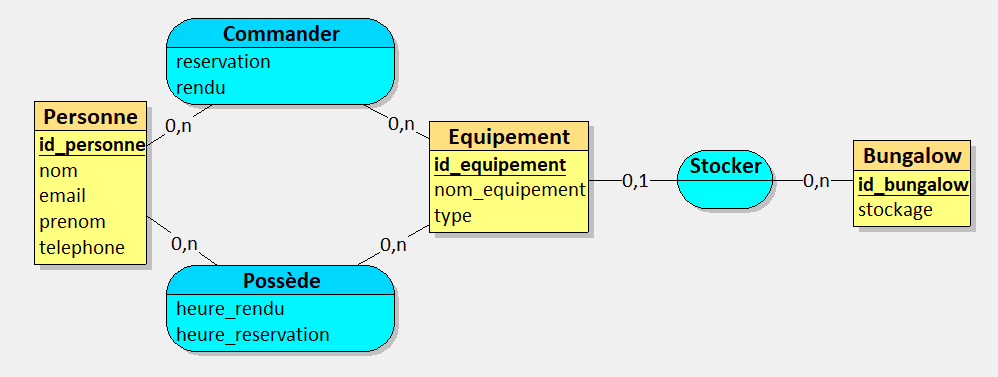 Commander
reservation
rendu
Personne
id_personne
nom
email
prenom
telephone
0,n
0,n
Equipement
id_equipement
nom_equipement
type
0,1
Stocker
0,n
Bungalow
id_bungalow
stockage
0,n
0,n
Possède
heure_rendu
heure_reservation